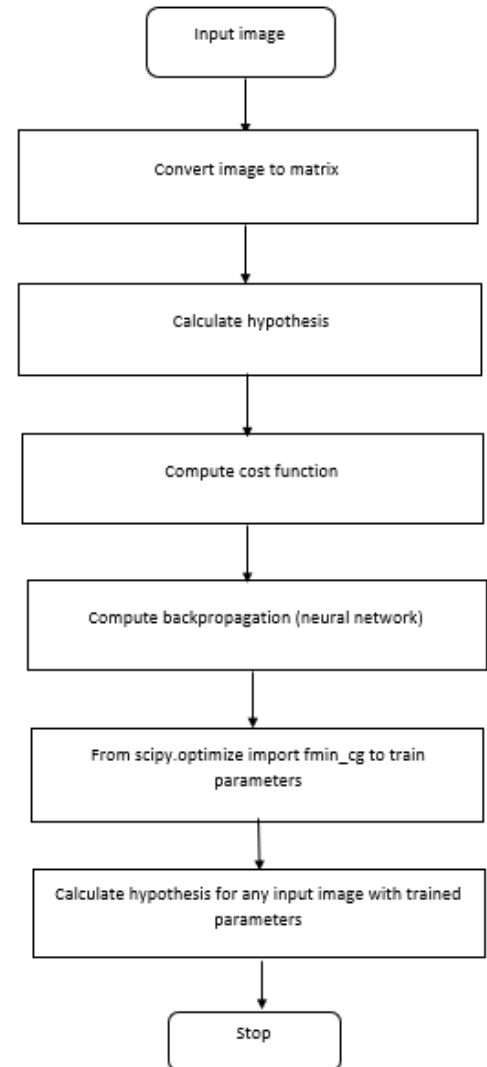 Input image
Convert image to matrix
Calculate hypothesis
Compute cost function
Compute backpropagation (neural network)
From scipy.optimize import fmin_cg to train
parameters
Calculate hypothesis for any input image with trained
parameters
Stop